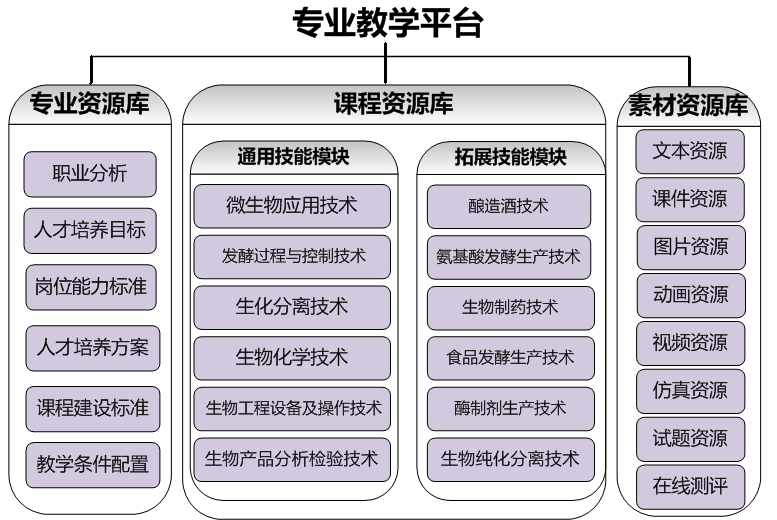 专业教学平台
专业资源库
职业分析
人才培养目标
岗位能力标准
人才培养方案
课程建设标准
教学条件配置
课程资源库
通用技能模块
微生物应用技术
发酵过程与控制技术
生化分离技术
生物化学技术
生物工程设备及操作技术
生物产品分析检验技术
拓展技能模块
酿造酒技术
氨基酸发酵生产技术
生物制药技术
食品发酵生产技术
酶制剂生产技术
生物纯化分离技术
素材资源库
文本资源
课件资源
图片资源
动画资源
视频资源
仿真资源
试题资源
在线测评